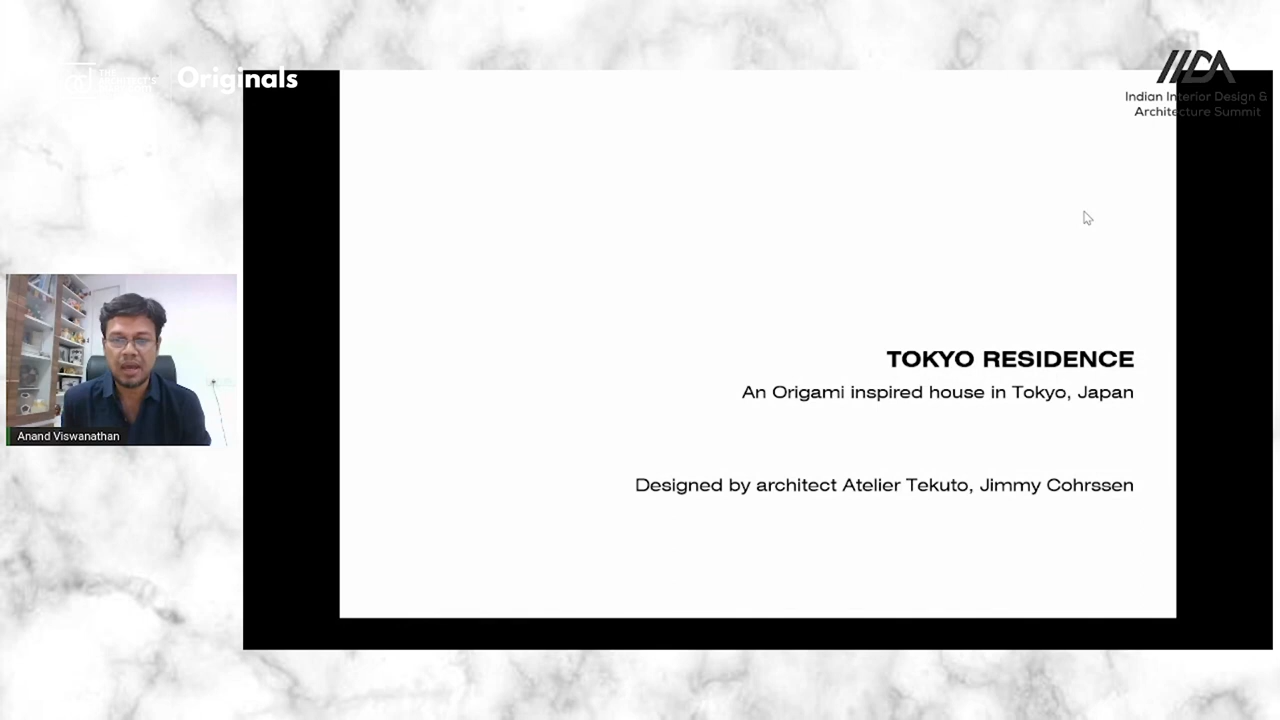 THE
Originals
Indian Interior Design &
Architecture Summit
TOKYO RESIDENCE
An Origami inspired house in Tokyo, Japan
Designed by architect Atelier Tekuto, Jimmy Cohrssen
Anand Viswanathan